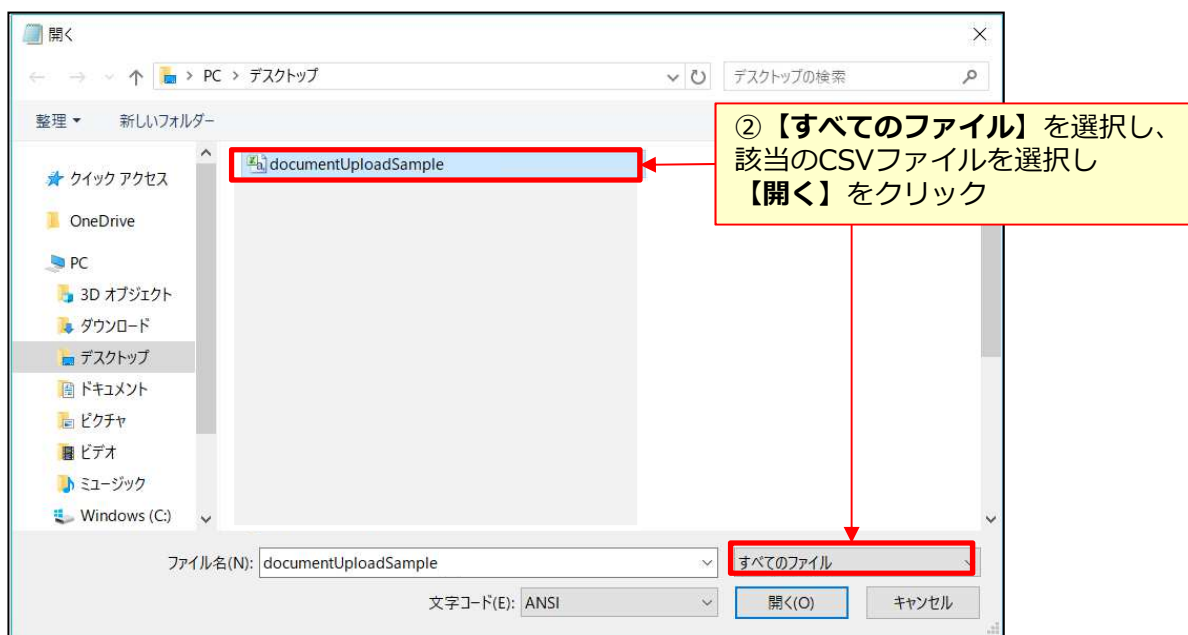 開く
PC > デスクトップ
デスクトップの検索
整理 新しいフォルダー
②【すべてのファイル】を選択し、
該当のCSVファイルを選択し
【開く】をクリック
documentUploadSample
クイック アクセス
OneDrive
PC
3D オブジェクト
ダウンロード
デスクトップ
ドキュメント
ピクチャ
ビデオ
ミュージック
Windows (C:)
ファイル名(N): documentUploadSample すべてのファイル
文字コード(E): ANSI 開く(O) キャンセル